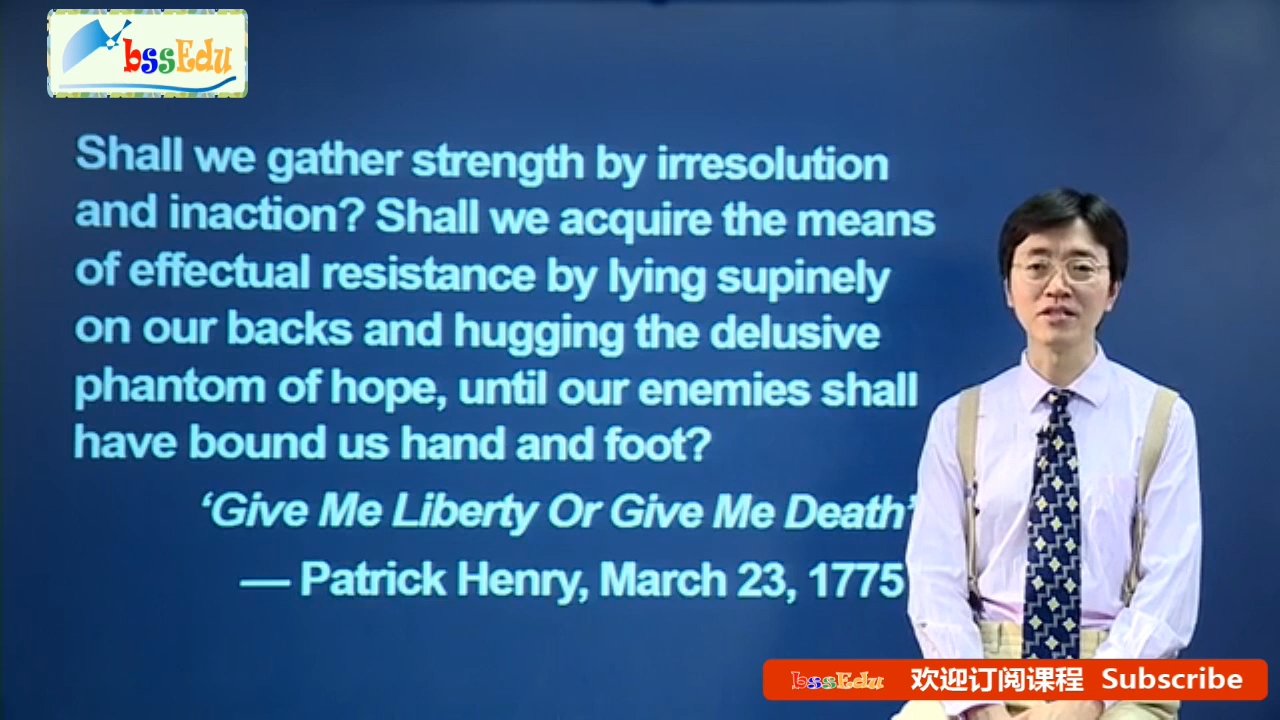 bssEdu
Shall we gather strength by irresolution
and inaction? Shall we acquire the means
of effectual resistance by lying supinely
on our backs and hugging the delusive
phantom of hope, until our enemies shall
have bound us hand and foot?
‘Give Me Liberty Or Give Me Death’
— Patrick Henry, March 23, 1775
bssEdu 欢迎订阅课程 Subscribe